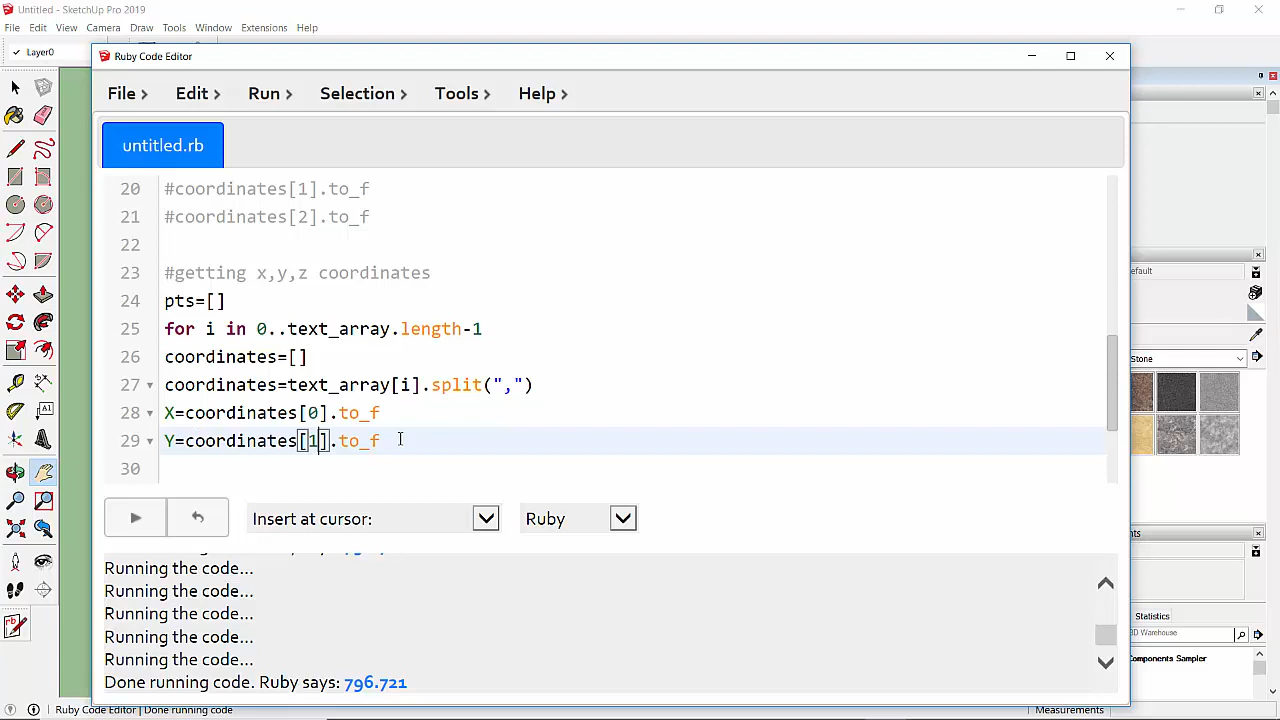 Untitled - SketchUp Pro 2019
File Edit View Camera Draw Tools Window Extensions Help
Layer0
Ruby Code Editor
File Edit Run Selection Tools Help
untitled.rb
20 #coordinates[1].to_f
21 #coordinates[2].to_f
22
23 #getting x,y,z coordinates
24 pts=[]
25 for i in 0..text_array.length-1
26 coordinates=[]
27 coordinates=text_array[i].split(",")
28 X=coordinates[0].to_f
29 Y=coordinates[1].to_f
30
efault
Stone
Insert at cursor:
Ruby
nts
Running the code...
Running the code...
Running the code...
Running the code...
Running the code...
Done running code. Ruby says: 796.721
Statistics
3D Warehouse
omponents Sampler
Ruby Code Editor | Done running code
Measurements